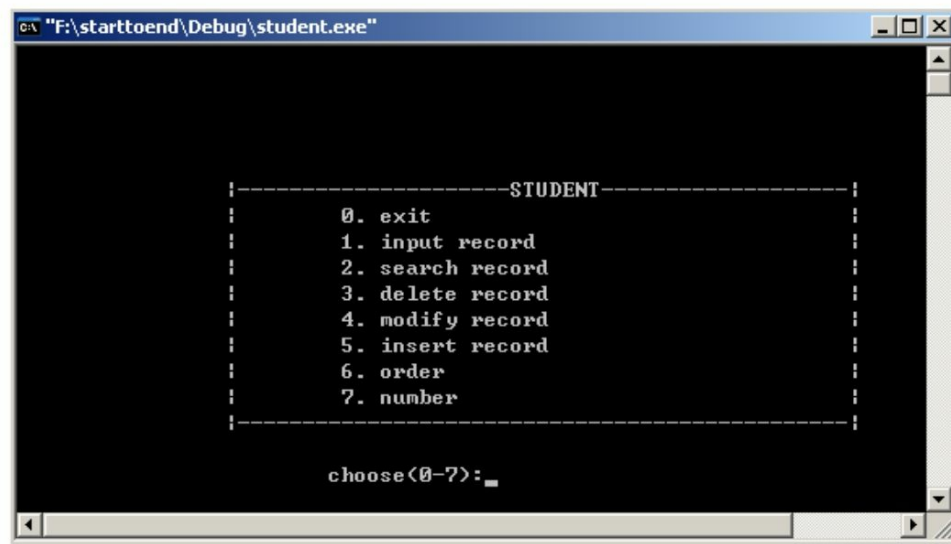 "F:\starttoend\Debug\student.exe"
|---------------------STUDENT-------------------|
| 0. exit |
| 1. input record |
| 2. search record |
| 3. delete record |
| 4. modify record |
| 5. insert record |
| 6. order |
| 7. number |
|-----------------------------------------------|
choose(0-7):_